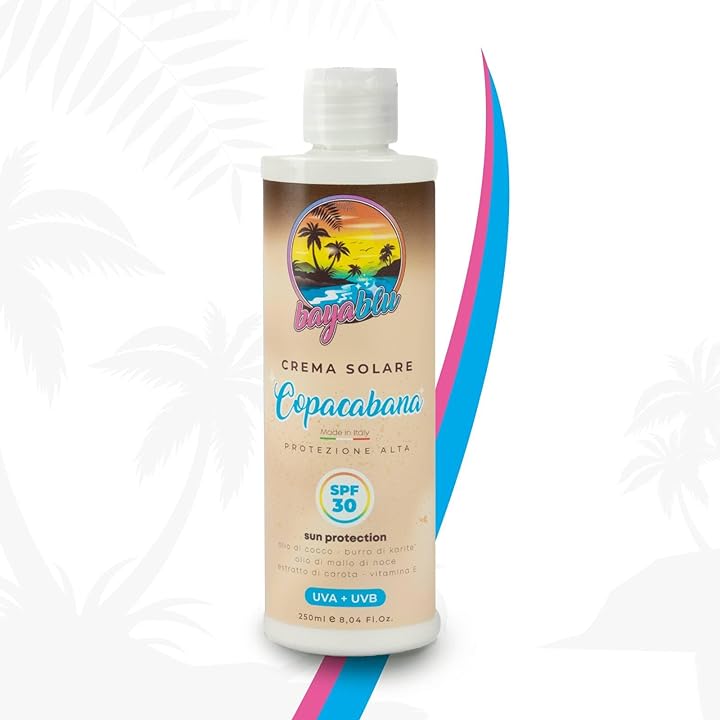 bayablu
CREMA SOLARE
Copacabana
Made in Italy
PROTEZIONE ALTA
SPF
30
sun protection
olio di cocco - burro di karitè
olio di mallo di noce
estratto di carota - vitamina E
UVA + UVB
250ml e 8,04 Fl.Oz.